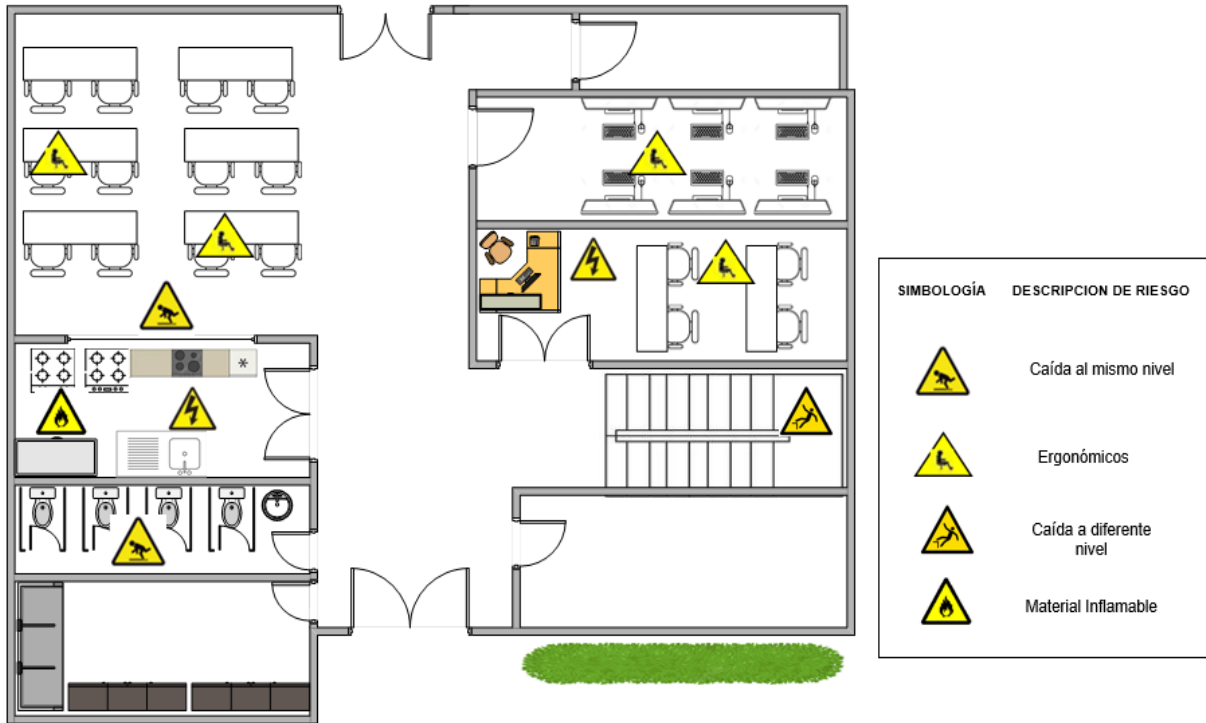 SIMBOLOGÍA DESCRIPCION DE RIESGO
Caída al mismo nivel
Ergonómicos
Caída a diferente
nivel
Material Inflamable